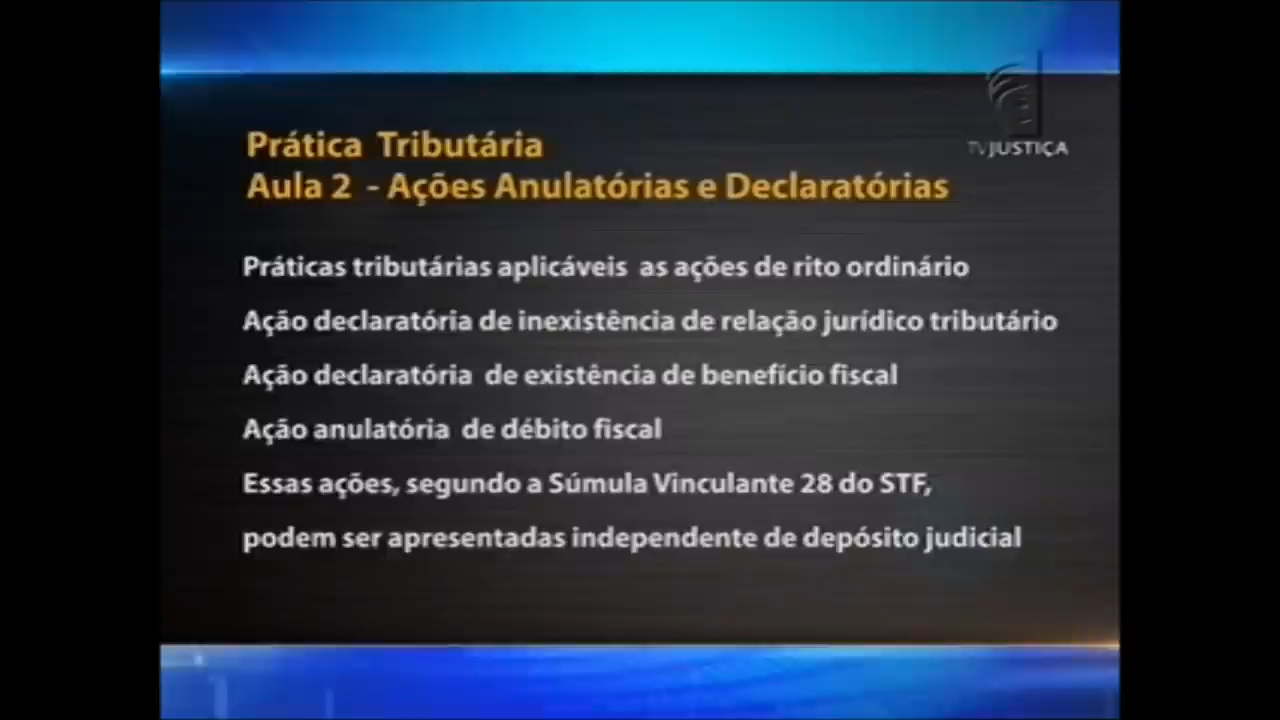 TV JUSTIÇA
Prática Tributária
Aula 2 - Ações Anulatórias e Declaratórias
Práticas tributárias aplicáveis as ações de rito ordinário
Ação declaratória de inexistência de relação jurídico tributário
Ação declaratória de existência de benefício fiscal
Ação anulatória de débito fiscal
Essas ações, segundo a Súmula Vinculante 28 do STF,
podem ser apresentadas independente de depósito judicial